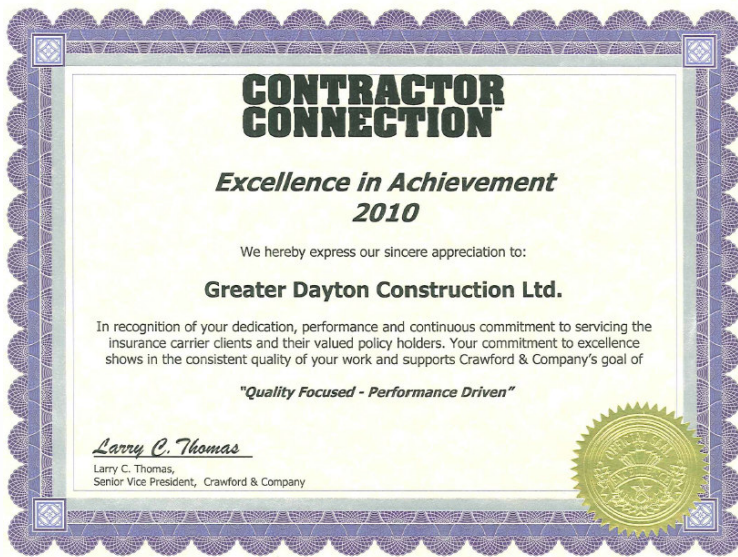 CONTRACTOR
CONNECTION™
Excellence in Achievement
2010
We hereby express our sincere appreciation to:
Greater Dayton Construction Ltd.
In recognition of your dedication, performance and continuous commitment to servicing the
insurance carrier clients and their valued policy holders. Your commitment to excellence
shows in the consistent quality of your work and supports Crawford & Company's goal of
"Quality Focused - Performance Driven"
Larry C. Thomas
Larry C. Thomas,
Senior Vice President, Crawford & Company
OFFICIAL SEAL